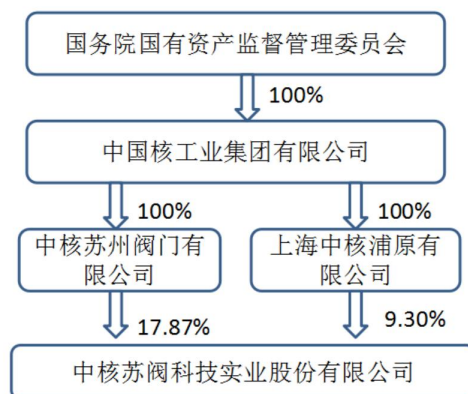 国务院国有资产监督管理委员会
100%
中国核工业集团有限公司
100%
100%
中核苏州阀门有
限公司
上海中核浦原有
限公司
17.87%
9.30%
中核苏阀科技实业股份有限公司